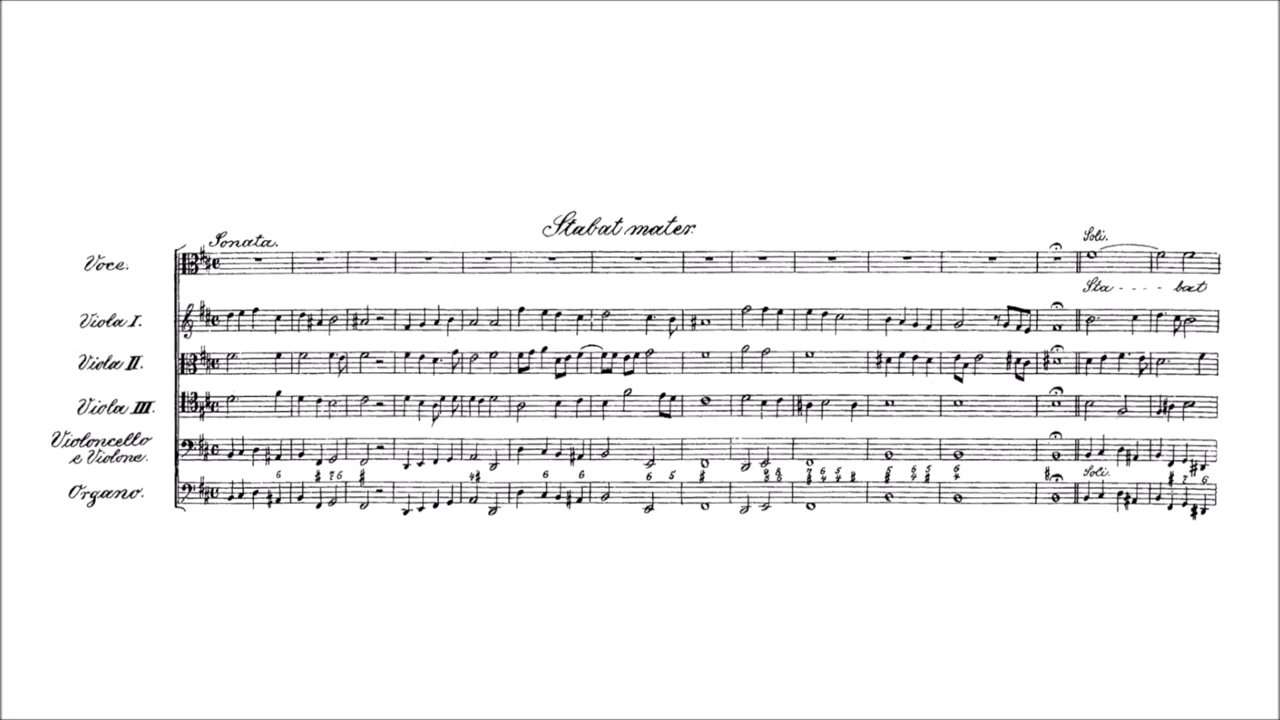 Stabat mater
Sonata.
Soli.
Voce.
Sta - - - - bat
Viola I.
Viola II.
Viola III.
Violoncello
e Violone.
Soli.
Organo.